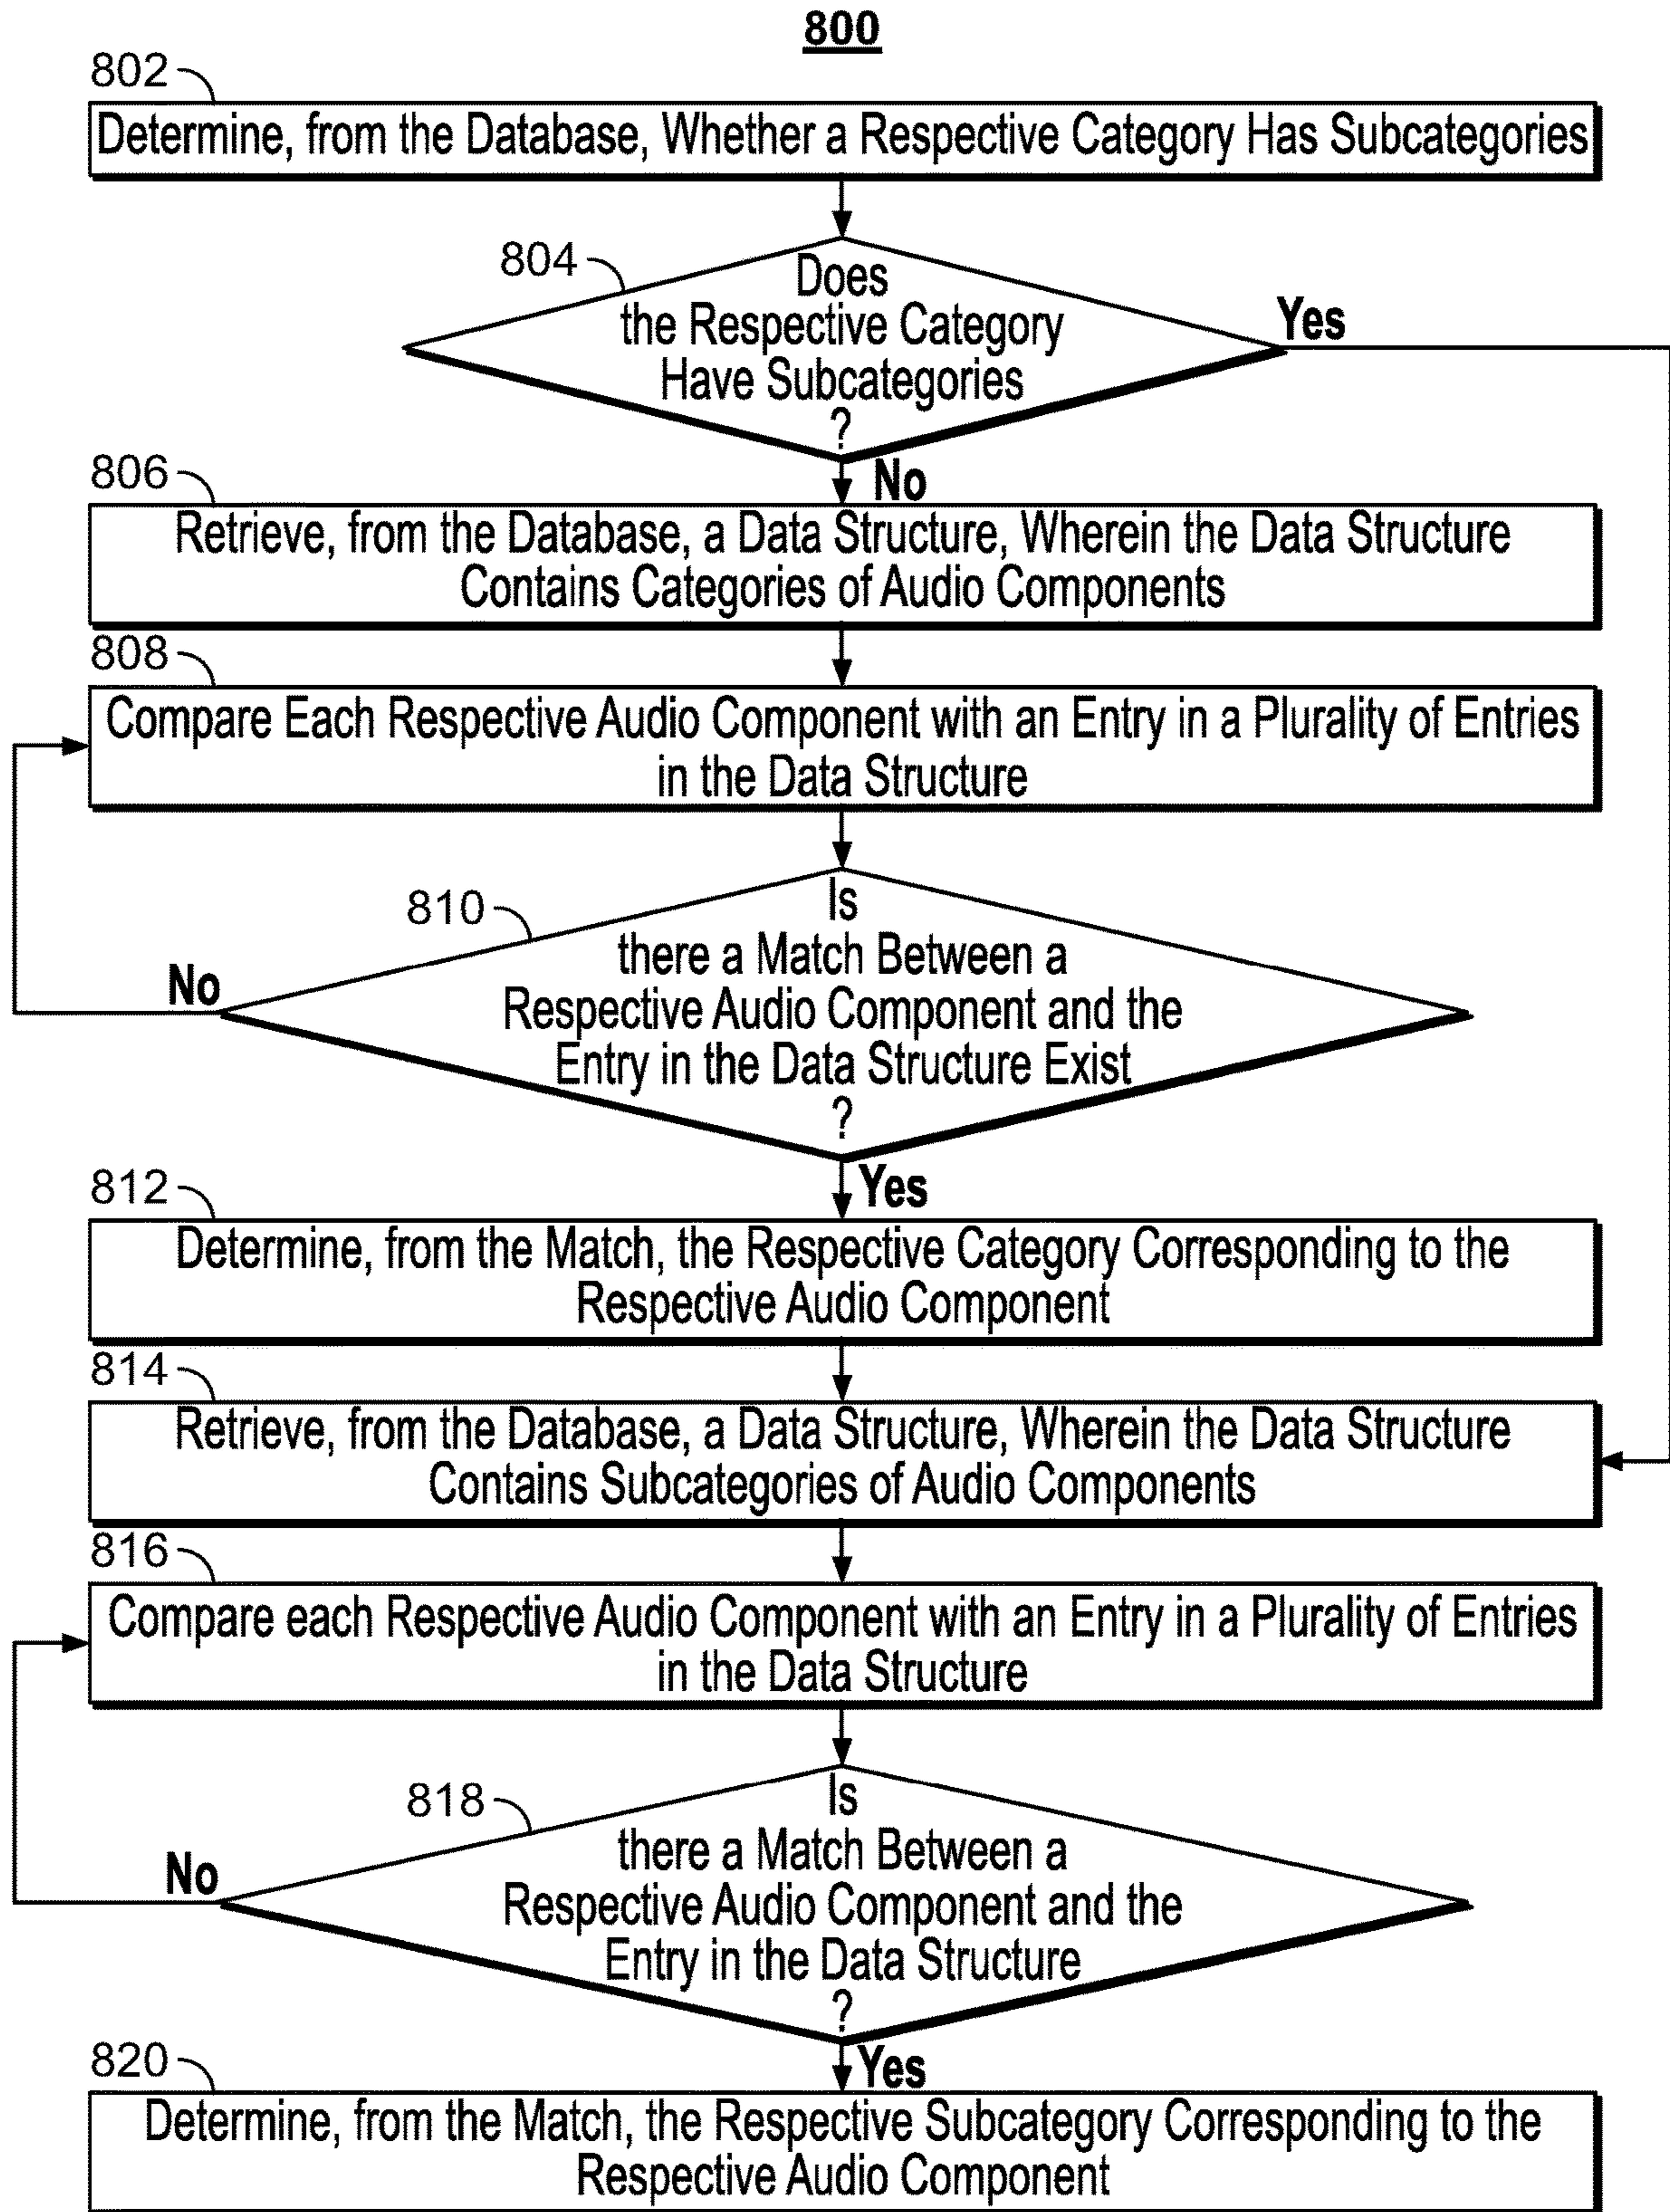 800
802
Determine, from the Database, Whether a Respective Category Has Subcategories
804
Does
the Respective Category
Have Subcategories
?
Yes
No
806
Retrieve, from the Database, a Data Structure, Wherein the Data Structure
Contains Categories of Audio Components
808
Compare Each Respective Audio Component with an Entry in a Plurality of Entries
in the Data Structure
810
Is
there a Match Between a
Respective Audio Component and the
Entry in the Data Structure Exist
?
No
Yes
812
Determine, from the Match, the Respective Category Corresponding to the
Respective Audio Component
814
Retrieve, from the Database, a Data Structure, Wherein the Data Structure
Contains Subcategories of Audio Components
816
Compare each Respective Audio Component with an Entry in a Plurality of Entries
in the Data Structure
818
Is
there a Match Between a
Respective Audio Component and the
Entry in the Data Structure
?
No
Yes
820
Determine, from the Match, the Respective Subcategory Corresponding to the
Respective Audio Component